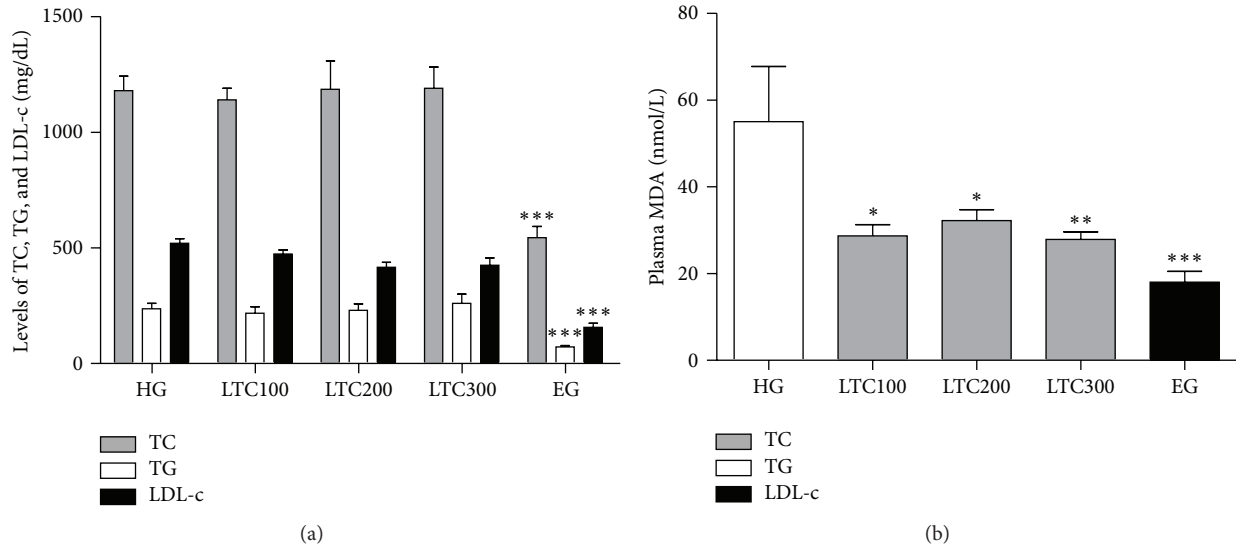 Levels of TC, TG, and LDL-c (mg/dL)
1500
1000
500
0
***
***
***
HG LTC100 LTC200 LTC300 EG
TC
TG
LDL-c
(a)
Plasma MDA (nmol/L)
80
60
40
20
0
*
*
**
***
HG LTC100 LTC200 LTC300 EG
TC
TG
LDL-c
(b)